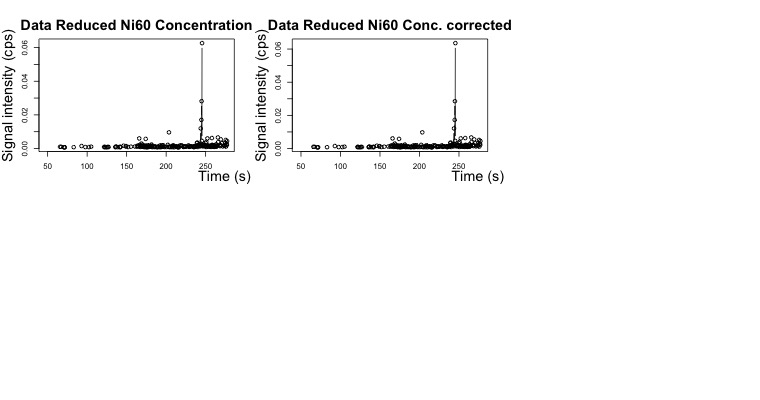 Data Reduced Ni60 Concentration
Signal intensity (cps)
0.00 0.02 0.04 0.06
50 100 150 200 250
Time (s)
Data Reduced Ni60 Conc. corrected
Signal intensity (cps)
0.00 0.02 0.04 0.06
50 100 150 200 250
Time (s)